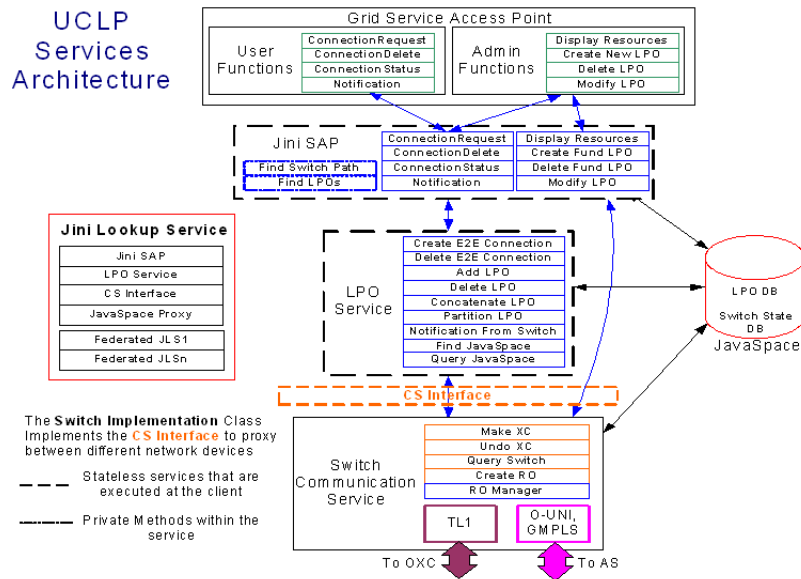 UCLP
Services
Architecture
Grid Service Access Point
User
Functions
ConnectionRequest
ConnectionDelete
ConnectionStatus
Notification
Admin
Functions
Display Resources
Create New LPO
Delete LPO
Modify LPO
Jini SAP
Find Switch Path
Find LPOs
ConnectionRequest
ConnectionDelete
ConnectionStatus
Notification
Display Resources
Create Fund LPO
Delete Fund LPO
Modify LPO
Jini Lookup Service
Jini SAP
LPO Service
CS Interface
JavaSpace Proxy
Federated JLS1
Federated JLSn
LPO
Service
Create E2E Connection
Delete E2E Connection
Add LPO
Delete LPO
Concatenate LPO
Partition LPO
Notification From Switch
Find JavaSpace
Query JavaSpace
LPO DB
Switch State
DB
JavaSpace
CS Interface
The Switch Implementation Class
Implements the CS Interface to proxy
between different network devices
Stateless services that are
executed at the client
Private Methods within the
service
Switch
Communication
Service
Make XC
Undo XC
Query Switch
Create RO
RO Manager
TL1
O-UNI,
GMPLS
To OXC
To AS